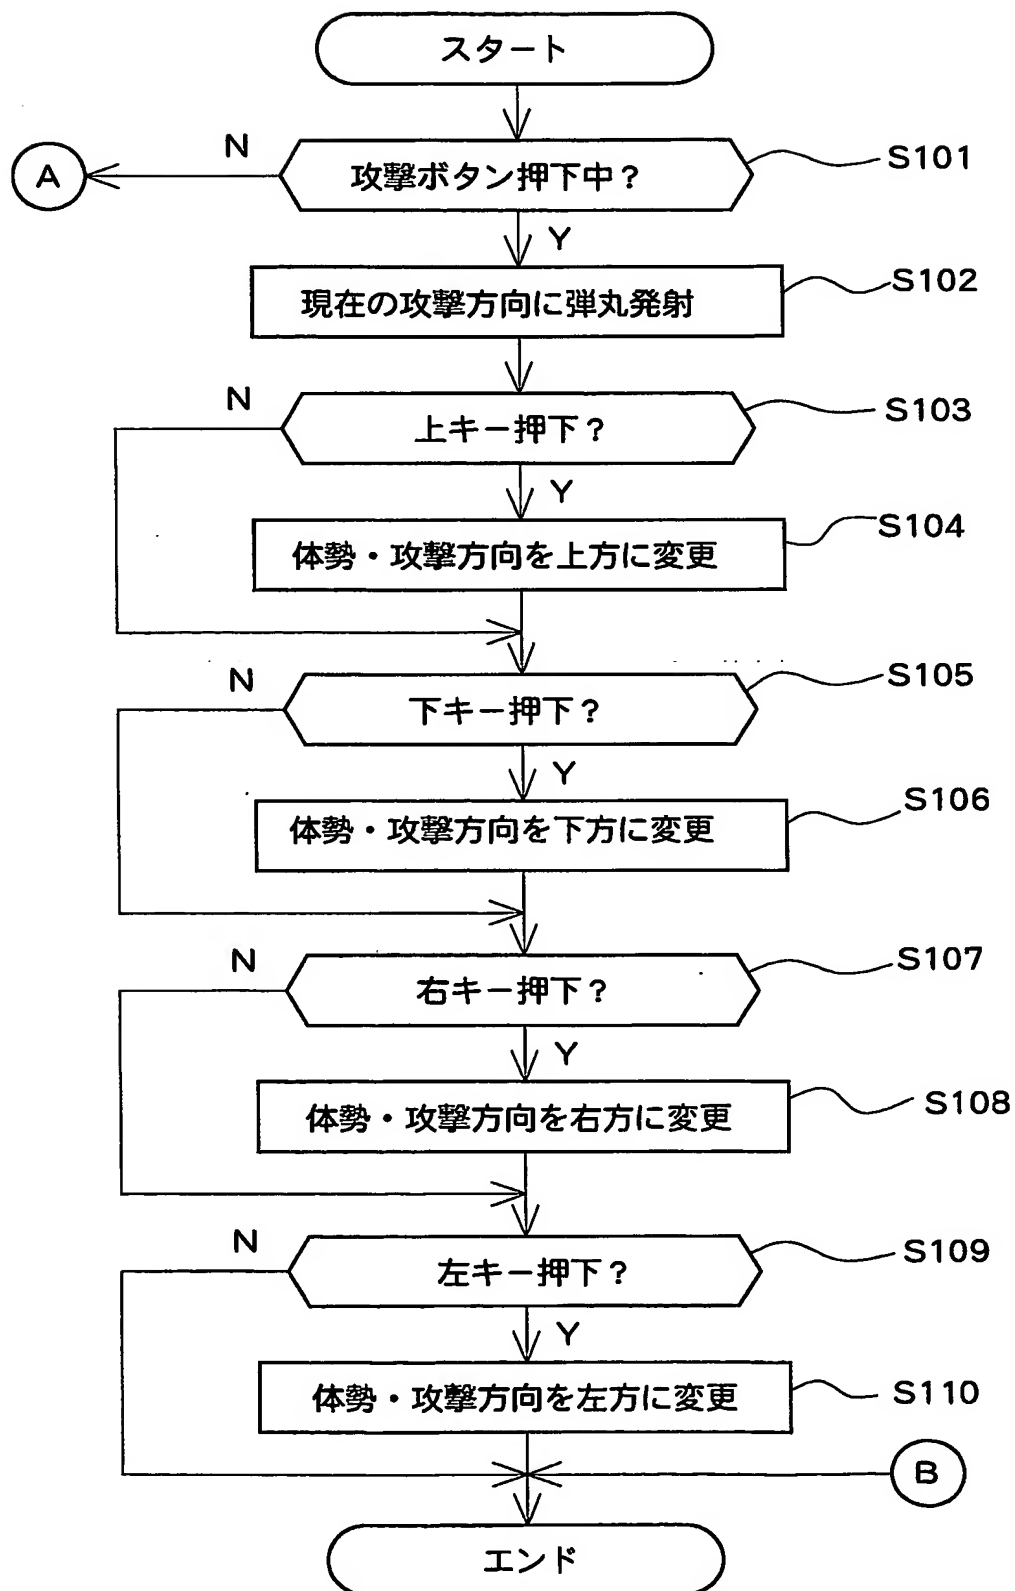 スタート
N
A
攻撃ボタン押下中？
S101
Y
現在の攻撃方向に弾丸発射
S102
N
上キー押下？
S103
Y
体勢・攻撃方向を上方に変更
S104
N
下キー押下？
S105
Y
体勢・攻撃方向を下方に変更
S106
N
右キー押下？
S107
Y
体勢・攻撃方向を右方に変更
S108
N
左キー押下？
S109
Y
体勢・攻撃方向を左方に変更
S110
B
エンド